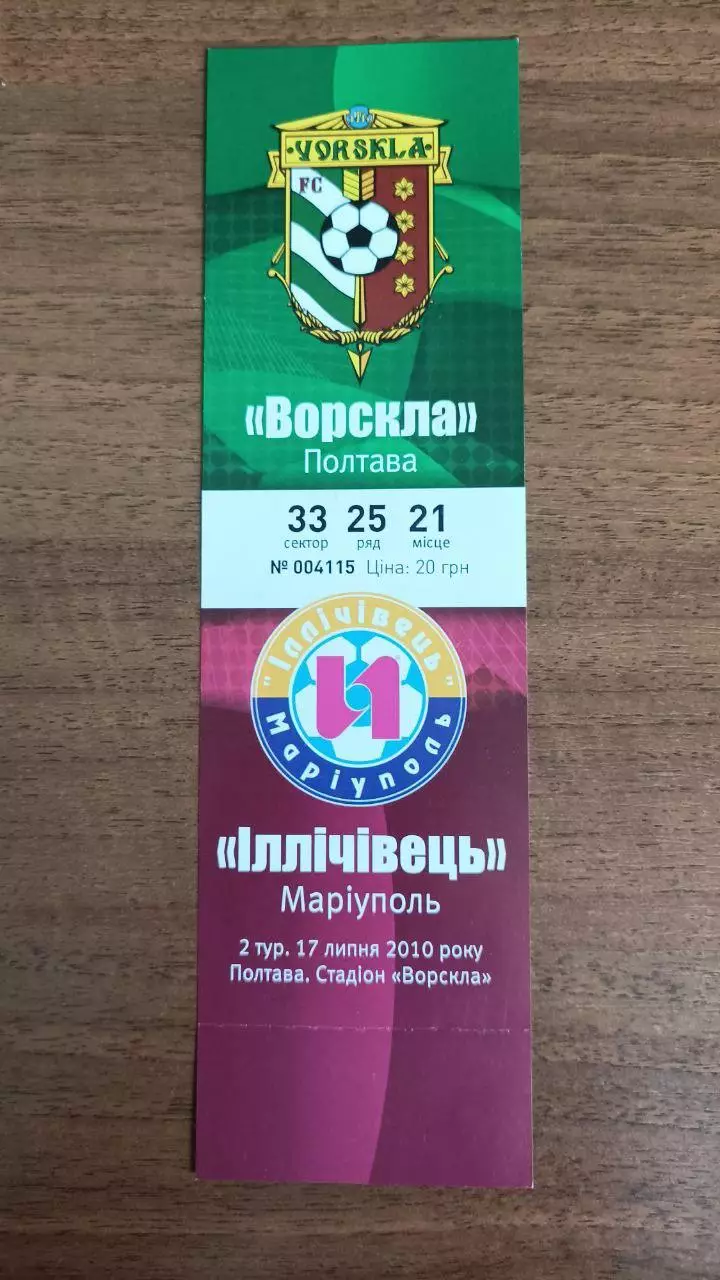 VORSKLA
FC
«Ворскла»
Полтава
33 25 21
сектор ряд місце
№ 004115 Ціна: 20 грн
"Іллічівець"
И
Маріуполь
«Іллічівець»
Маріуполь
2 тур. 17 липня 2010 року
Полтава. Стадіон «Ворскла»